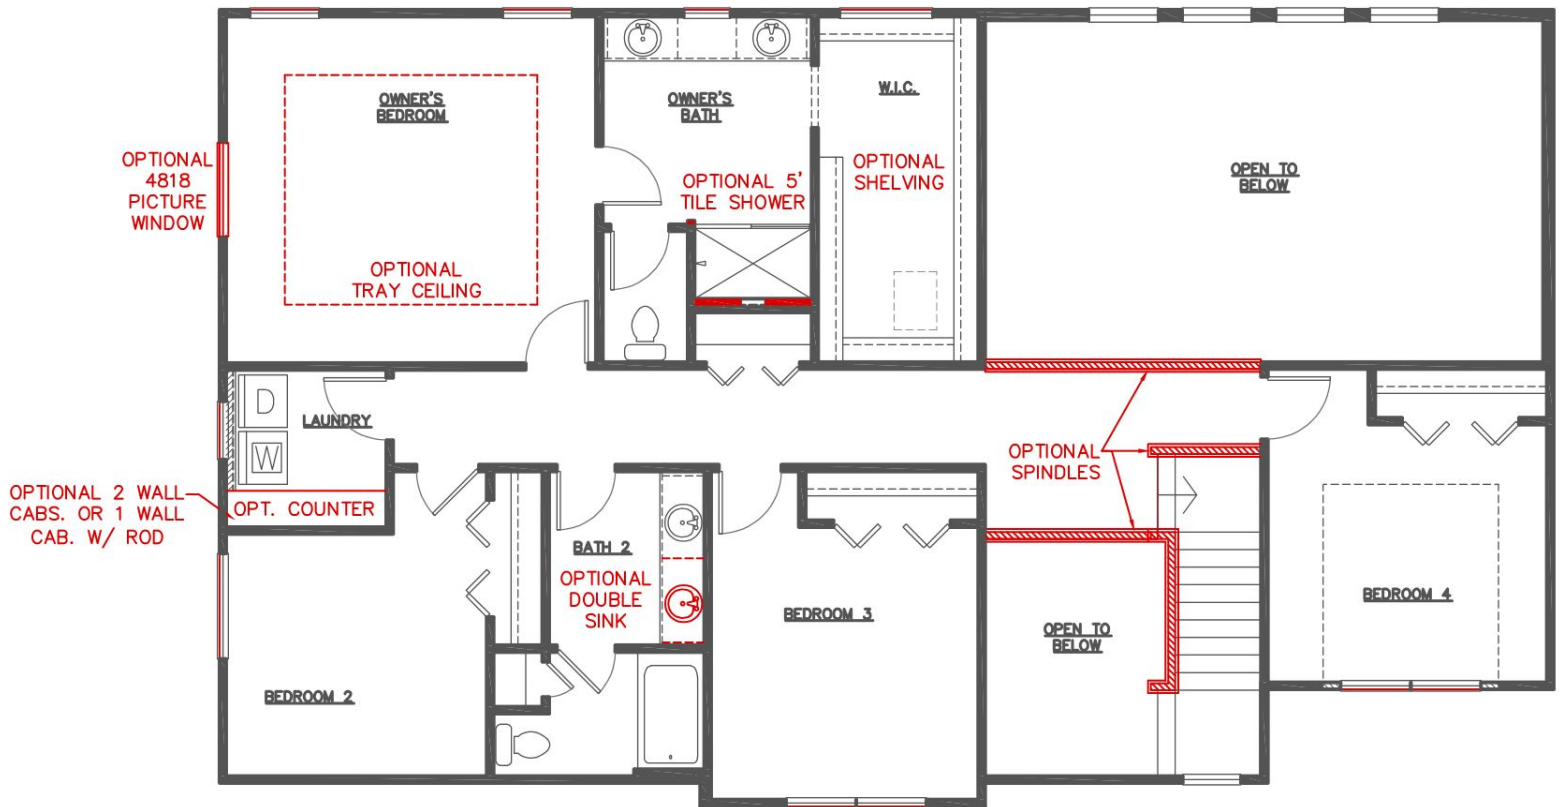 OWNER'S
BEDROOM
OWNER'S
BATH
W.I.C.
OPTIONAL
4818
PICTURE
WINDOW
OPTIONAL 5'
TILE SHOWER
OPTIONAL
SHELVING
OPEN TO
BELOW
OPTIONAL
TRAY CEILING
D
LAUNDRY
W
OPTIONAL
SPINDLES
OPTIONAL 2 WALL
CABS. OR 1 WALL
CAB. W/ ROD
OPT. COUNTER
BATH 2
OPTIONAL
DOUBLE
SINK
BEDROOM 3
BEDROOM 4
OPEN TO
BELOW
BEDROOM 2